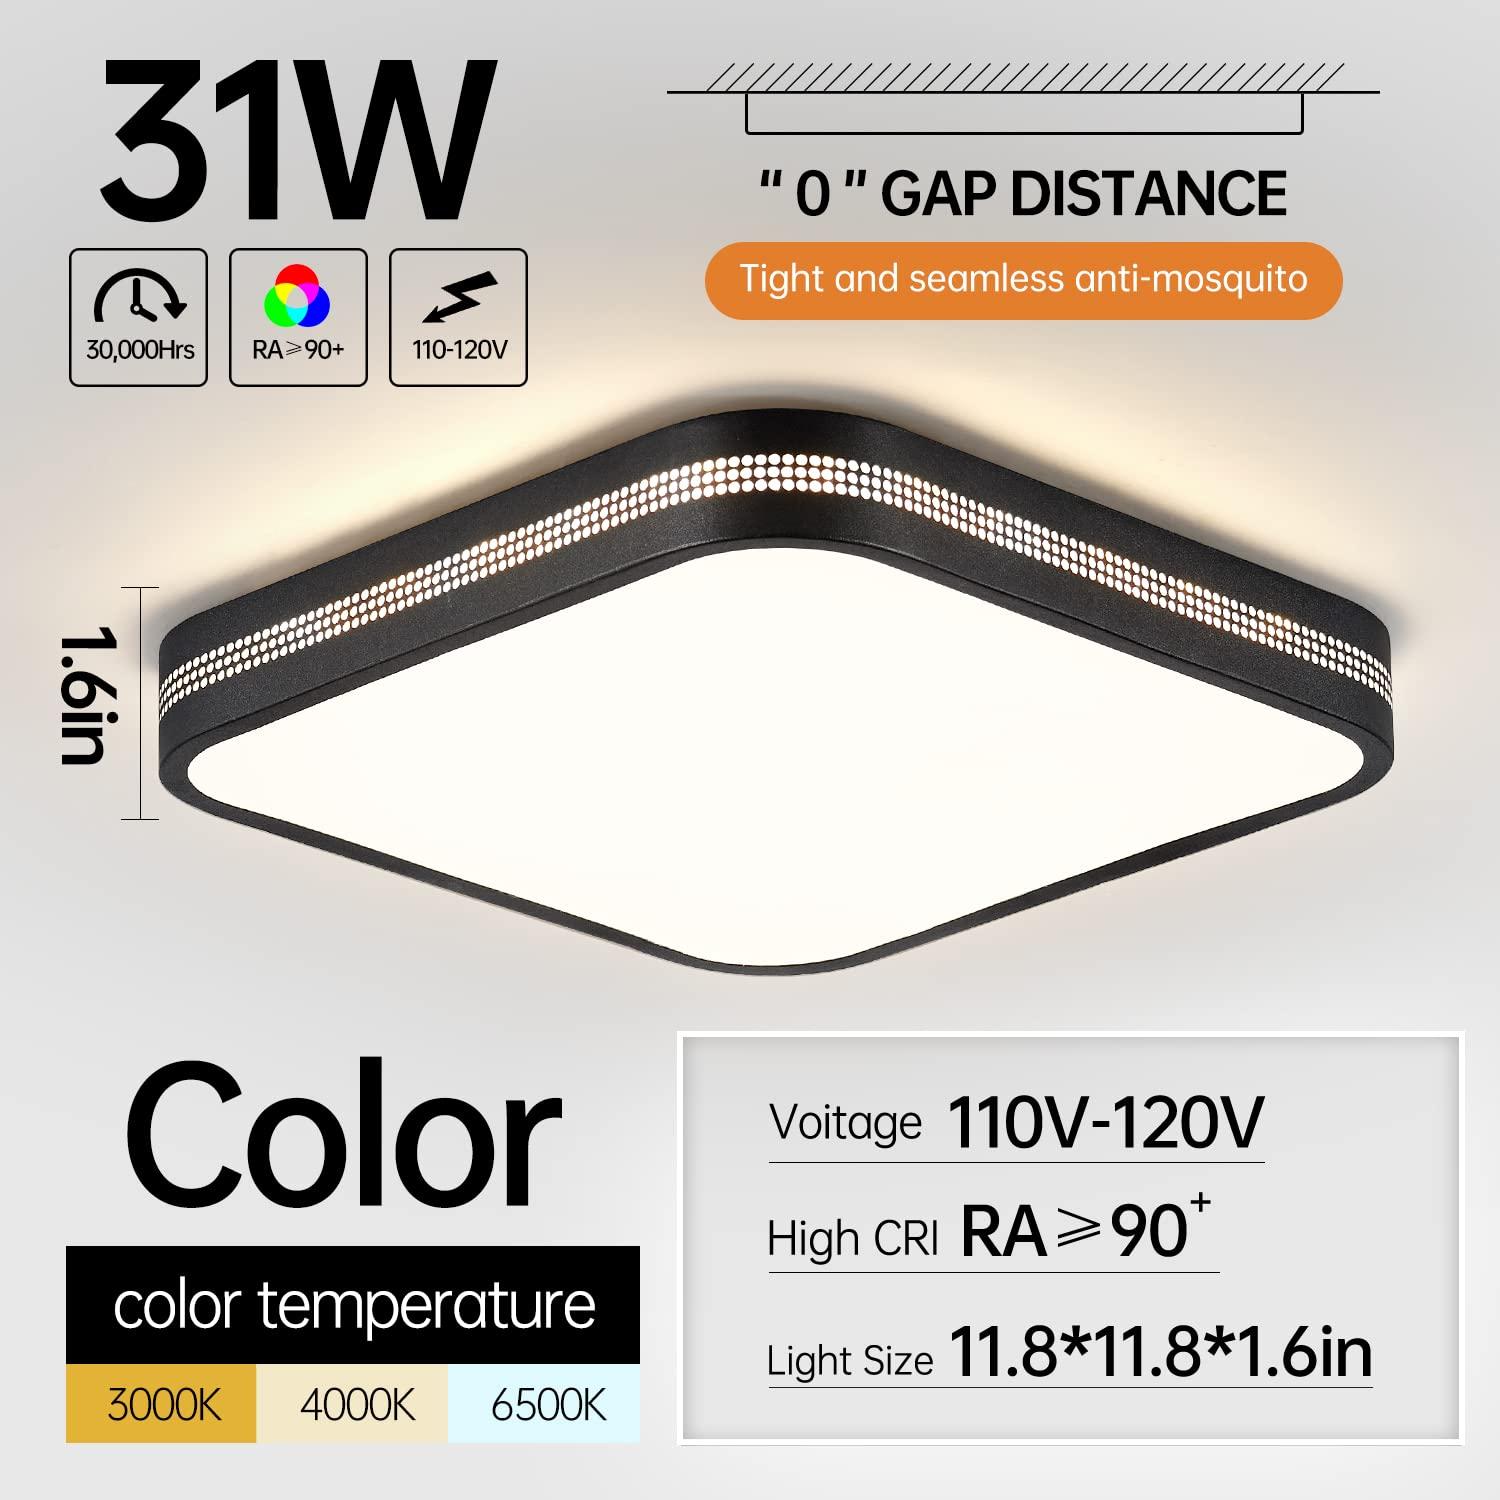 31W
30,000Hrs
RA≥90+
110-120V
"0" GAP DISTANCE
Tight and seamless anti-mosquito
1.6in
Color
color temperature
3000K
4000K
6500K
Voitage 110V-120V
High CRI RA≥90+
Light Size 11.8*11.8*1.6in